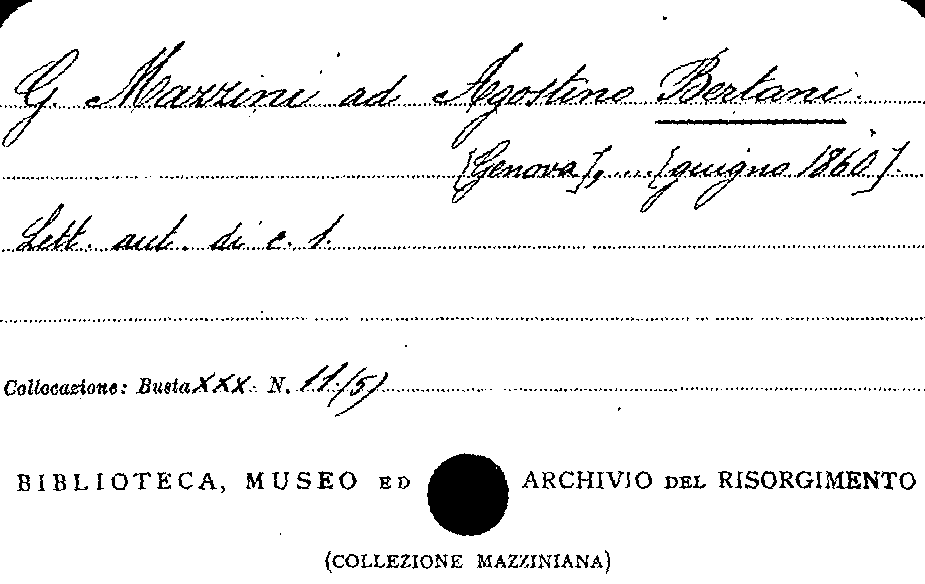 G. Mazzini ad Agostino Bertani.
[Genova], .... [giugno 1860].
Lett. aut. di c. 1.
Collocazione: Busta XXX N. 11(5)
BIBLIOTECA, MUSEO ED ARCHIVIO DEL RISORGIMENTO
(COLLEZIONE MAZZINIANA)